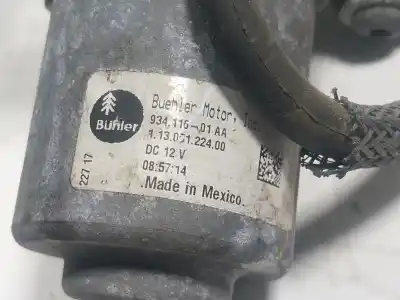 Buehler Motor, Inc.
Bühler
934.116-.01 AA
1.13.051.224.00
DC 12 V
08:57:14
Made in Mexico.
227 17